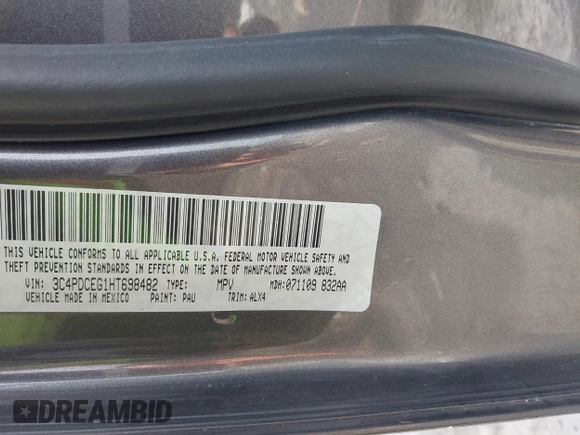 THIS VEHICLE CONFORMS TO ALL APPLICABLE U.S.A. FEDERAL MOTOR VEHICLE SAFETY AND
THEFT PREVENTION STANDARDS IN EFFECT ON THE DATE OF MANUFACTURE SHOWN ABOVE.
VIN: 3C4PDCEG1HT698482 TYPE: MPV MDH: 071109 832AA
VEHICLE MADE IN MEXICO PAINT: PAU TRIM: ALX4
DREAMBID